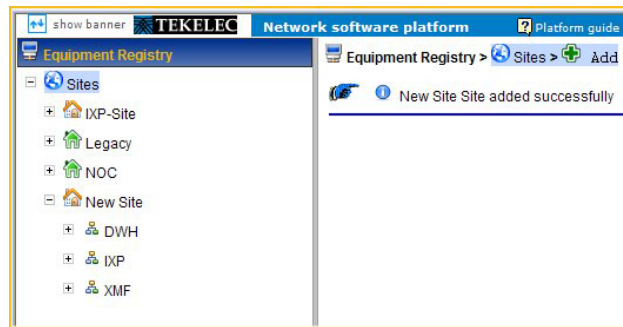 show banner TEKELEC Network software platform ? Platform guide
Equipment Registry
Equipment Registry > Sites > Add
Sites
New Site Site added successfully
IXP-Site
Legacy
NOC
New Site
DWH
IXP
XMF